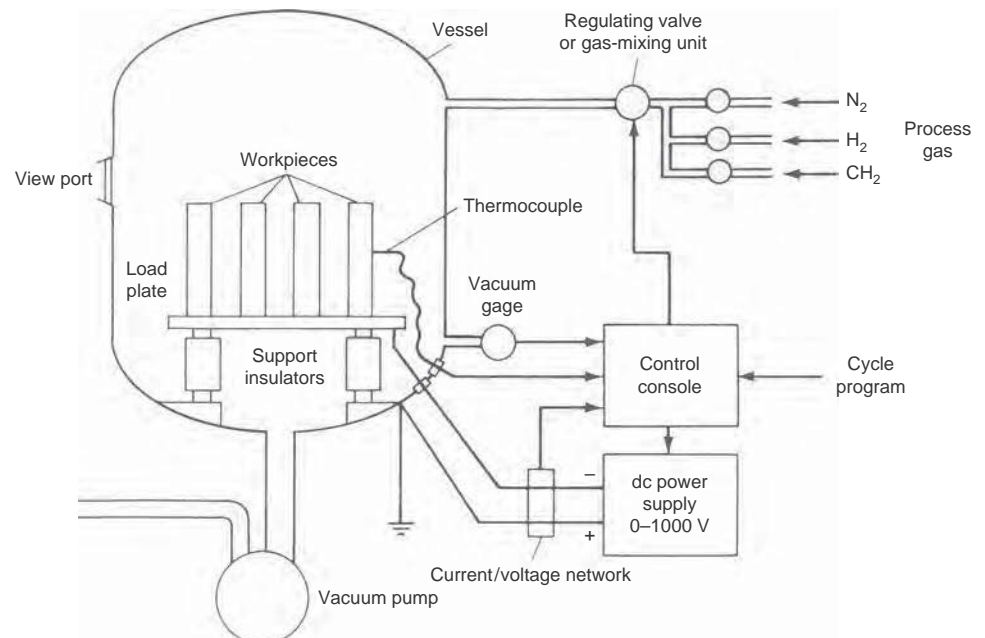 Vessel
Regulating valve
or gas-mixing unit
N2
H2
CH2
Process
gas
View port
Workpieces
Thermocouple
Load
plate
Vacuum
gage
Support
insulators
Control
console
Cycle
program
–
+
dc power
supply
0–1000 V
Current/voltage network
Vacuum pump